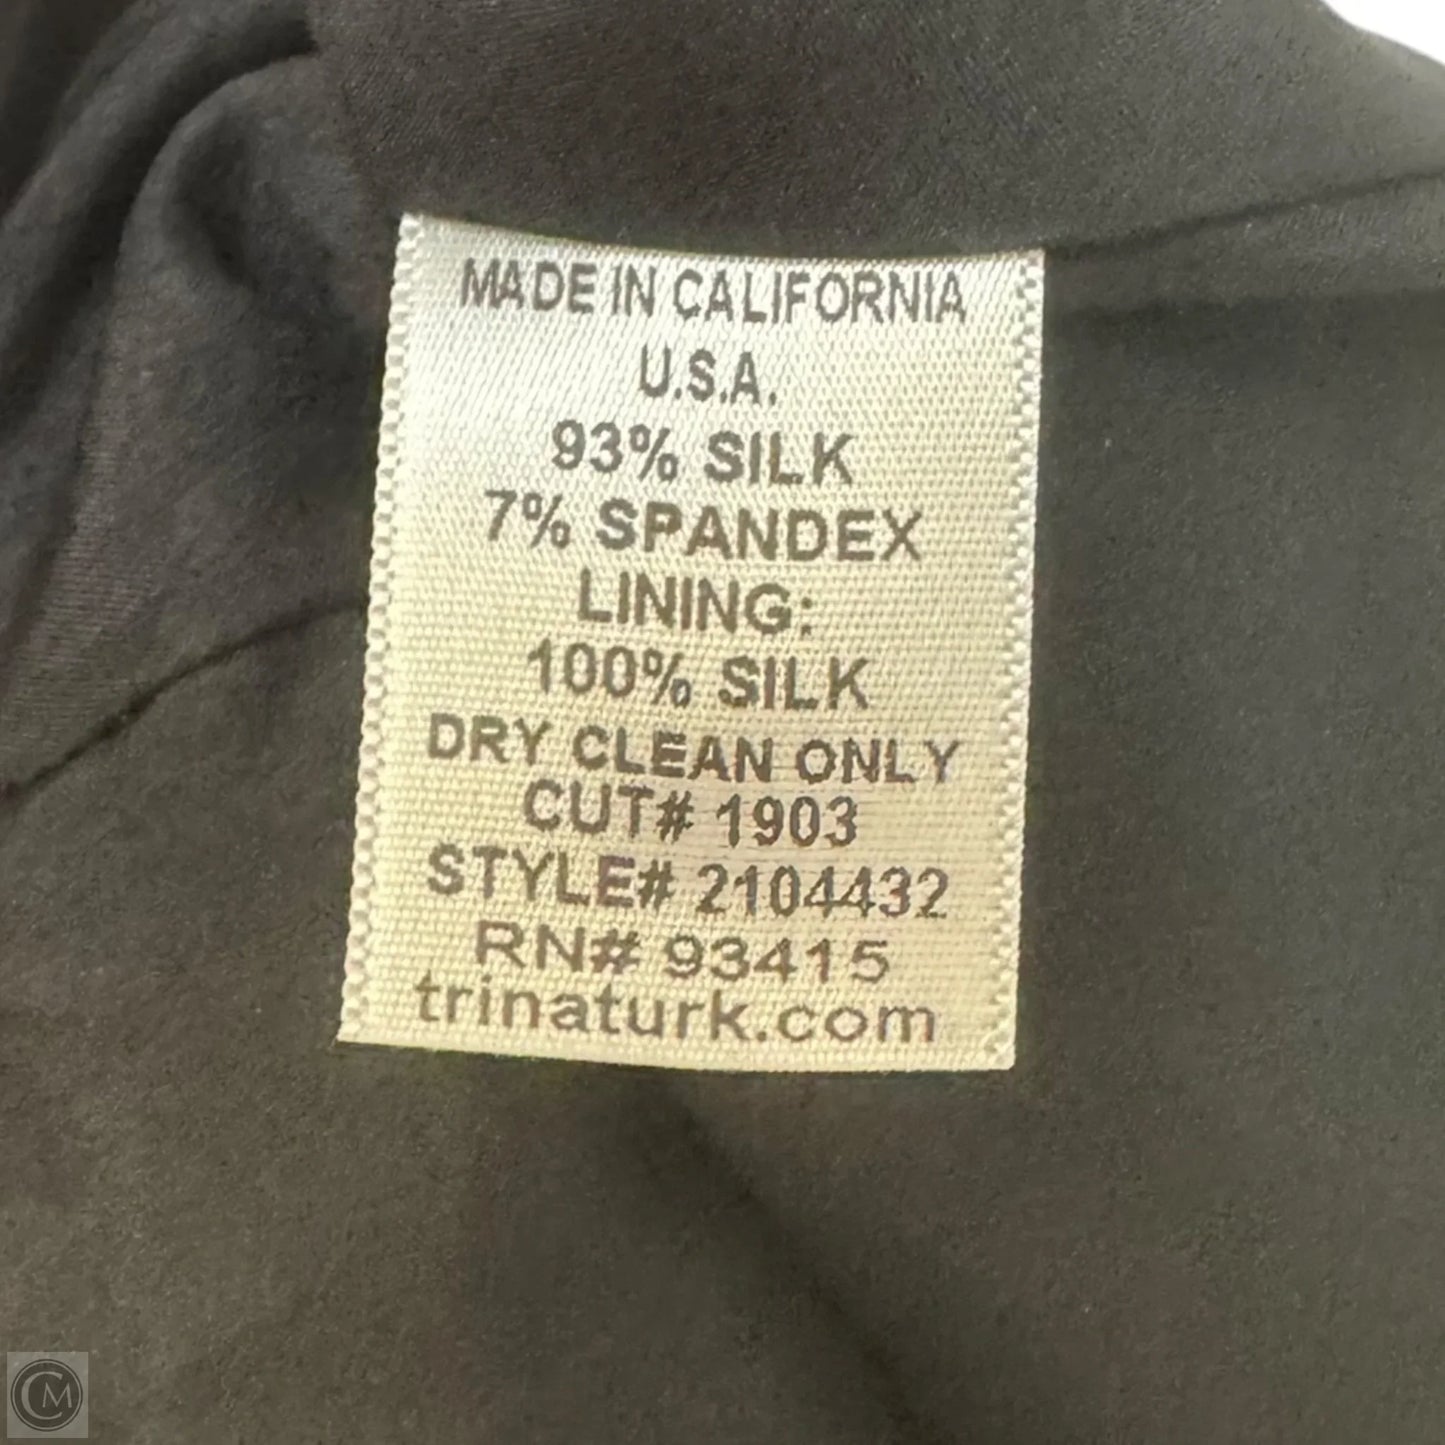 MADE IN CALIFORNIA
U.S.A.
93% SILK
7% SPANDEX
LINING:
100% SILK
DRY CLEAN ONLY
CUT# 1903
STYLE# 2104432
RN# 93415
trinaturk.com
CM